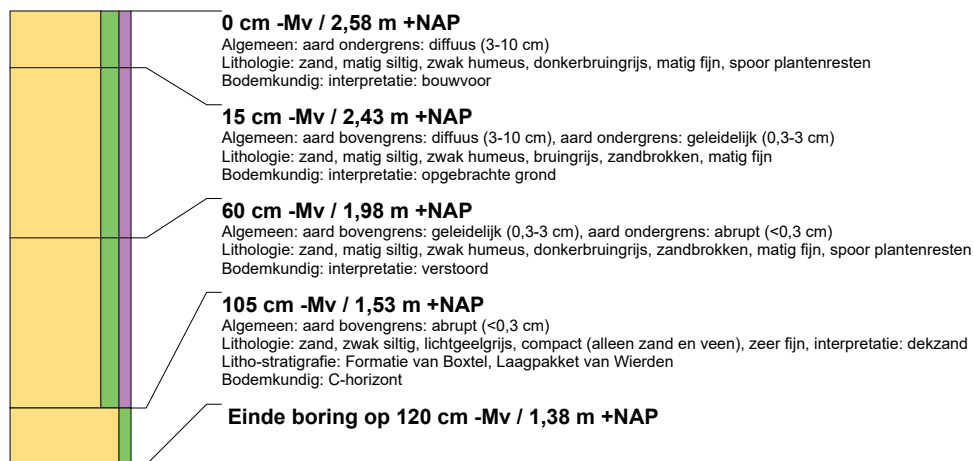 0 cm -Mv / 2,58 m +NAP
Algemeen: aard ondergrens: diffuus (3-10 cm)
Lithologie: zand, matig siltig, zwak humeus, donkerbruingrijs, matig fijn, spoor plantenresten
Bodemkundig: interpretatie: bouwvoor
15 cm -Mv / 2,43 m +NAP
Algemeen: aard bovengrens: diffuus (3-10 cm), aard ondergrens: geleidelijk (0,3-3 cm)
Lithologie: zand, matig siltig, zwak humeus, bruingrijs, zandbrokken, matig fijn
Bodemkundig: interpretatie: opgebrachte grond
60 cm -Mv / 1,98 m +NAP
Algemeen: aard bovengrens: geleidelijk (0,3-3 cm), aard ondergrens: abrupt (<0,3 cm)
Lithologie: zand, matig siltig, zwak humeus, donkerbruingrijs, zandbrokken, matig fijn, spoor plantenresten
Bodemkundig: interpretatie: verstoord
105 cm -Mv / 1,53 m +NAP
Algemeen: aard bovengrens: abrupt (<0,3 cm)
Lithologie: zand, zwak siltig, lichtgeelgrijs, compact (alleen zand en veen), zeer fijn, interpretatie: dekzand
Litho-stratigrafie: Formatie van Boxtel, Laagpakket van Wierden
Bodemkundig: C-horizont
Einde boring op 120 cm -Mv / 1,38 m +NAP